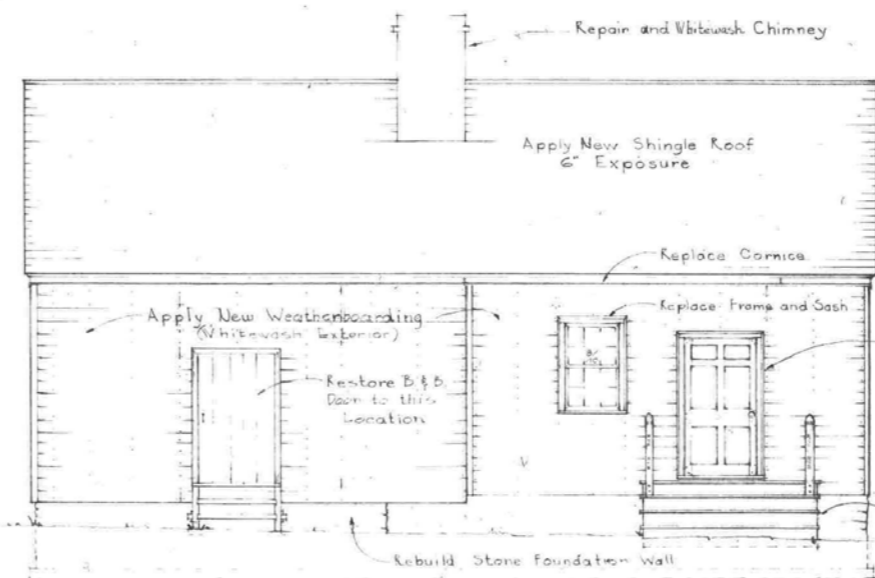 Repair and Whitewash Chimney
Apply New Shingle Roof
6" Exposure
Replace Cornice
Apply New Weatherboarding
(Whitewash Exterior)
Replace Frame and Sash
Restore B & B
Door to this
Location
Rebuild Stone Foundation Wall